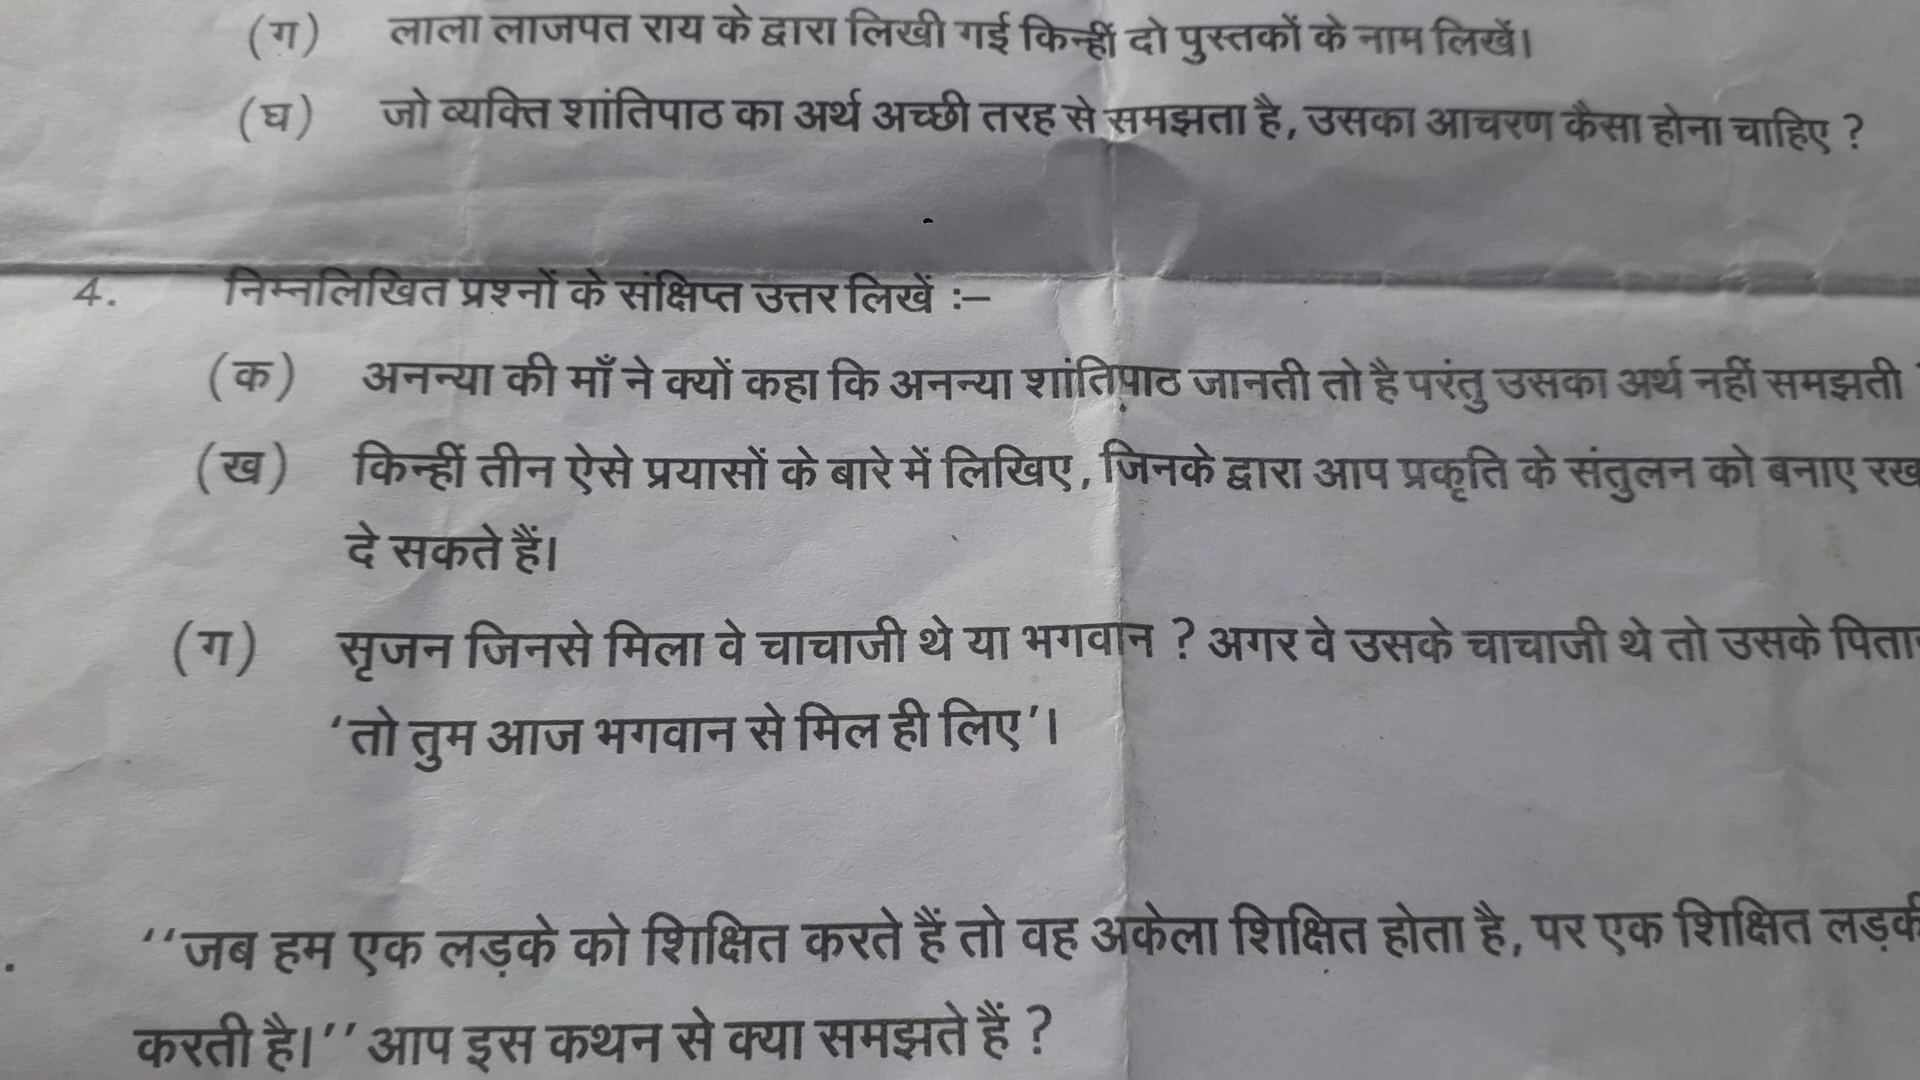 (ग) लाला लाजपत राय के द्वारा लिखी गई किन्हीं दो पुस्तकों के नाम लिखें।
(घ) जो व्यक्ति शांतिपाठ का अर्थ अच्छी तरह से समझता है, उसका आचरण कैसा होना चाहिए ?
4. निम्नलिखित प्रश्नों के संक्षिप्त उत्तर लिखें :–
(क) अनन्या की माँ ने क्यों कहा कि अनन्या शांतिपाठ जानती तो है परंतु उसका अर्थ नहीं समझती
(ख) किन्हीं तीन ऐसे प्रयासों के बारे में लिखिए, जिनके द्वारा आप प्रकृति के संतुलन को बनाए रख
दे सकते हैं।
(ग) सृजन जिनसे मिला वे चाचाजी थे या भगवान ? अगर वे उसके चाचाजी थे तो उसके पिता
'तो तुम आज भगवान से मिल ही लिए'।
''जब हम एक लड़के को शिक्षित करते हैं तो वह अकेला शिक्षित होता है, पर एक शिक्षित लड़की
करती है।'' आप इस कथन से क्या समझते हैं ?